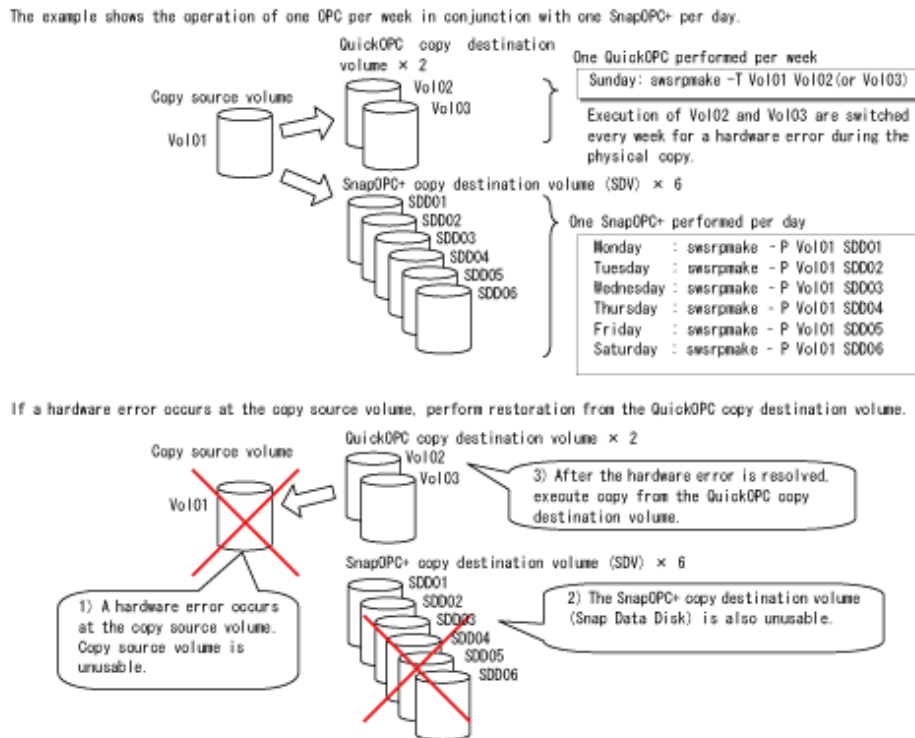 The example shows the operation of one OPC per week in conjunction with one SnapOPC+ per day.
QuickOPC copy destination
volume × 2
Vol02
Vol03
Copy source volume
Vol01
One QuickOPC performed per week
Sunday: swsrpmake -T Vol01 Vol02(or Vol03)
Execution of Vol02 and Vol03 are switched
every week for a hardware error during the
physical copy.
SnapOPC+ copy destination volume (SDV) × 6
SDD01
SDD02
SDD03
SDD04
SDD05
SDD06
One SnapOPC+ performed per day
Monday : swsrpmake - P Vol01 SDD01
Tuesday : swsrpmake - P Vol01 SDD02
Wednesday : swsrpmake - P Vol01 SDD03
Thursday : swsrpmake - P Vol01 SDD04
Friday : swsrpmake - P Vol01 SDD05
Saturday : swsrpmake - P Vol01 SDD06
If a hardware error occurs at the copy source volume, perform restoration from the QuickOPC copy destination volume.
QuickOPC copy destination volume × 2
Vol02
Vol03
Copy source volume
Vol01
3) After the hardware error is resolved,
execute copy from the QuickOPC copy
destination volume.
SnapOPC+ copy destination volume (SDV) × 6
SDD01
SDD02
SDD03
SDD04
SDD05
SDD06
1) A hardware error occurs
at the copy source volume.
Copy source volume is
unusable.
2) The SnapOPC+ copy destination volume
(Snap Data Disk) is also unusable.